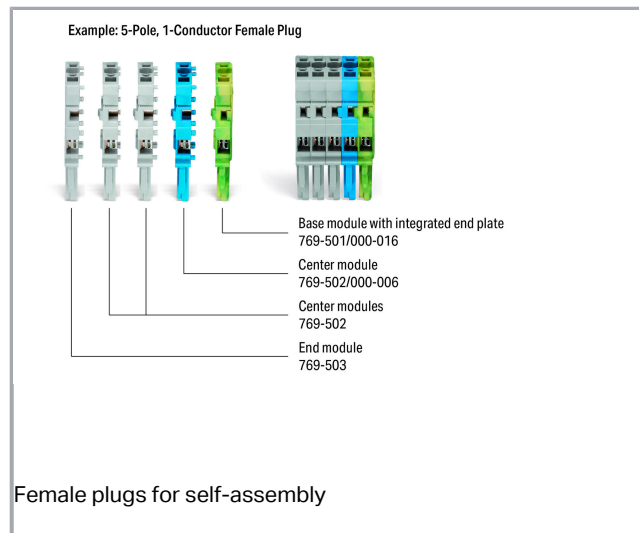 Example: 5-Pole, 1-Conductor Female Plug
Base module with integrated end plate
769-501/000-016
Center module
769-502/000-006
Center modules
769-502
End module
769-503
Female plugs for self-assembly